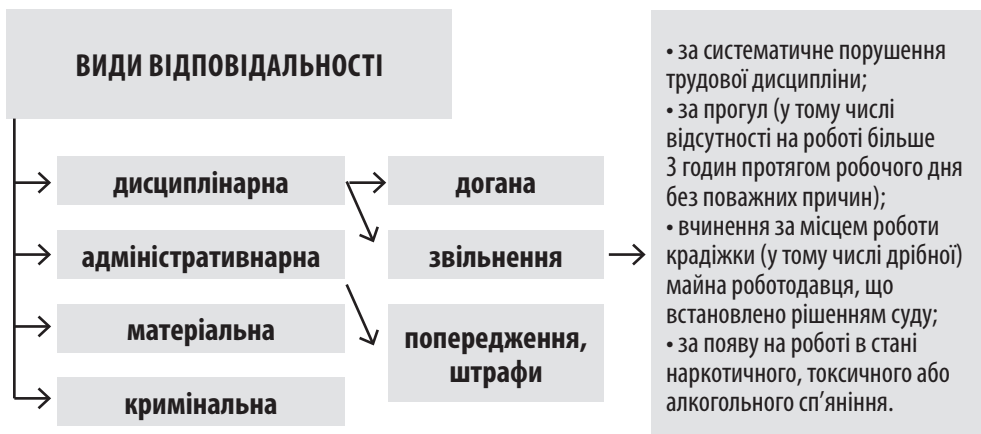 ВИДИ ВІДПОВІДАЛЬНОСТІ
дисциплінарна
адміністративнарна
матеріальна
кримінальна
догана
звільнення
попередження,
штрафи
• за систематичне порушення
трудової дисципліни;
• за прогул (у тому числі
відсутності на роботі більше
3 годин протягом робочого дня
без поважних причин);
• вчинення за місцем роботи
крадіжки (у тому числі дрібної)
майна роботодавця, що
встановлено рішенням суду;
• за появу на роботі в стані
наркотичного, токсичного або
алкогольного сп’яніння.